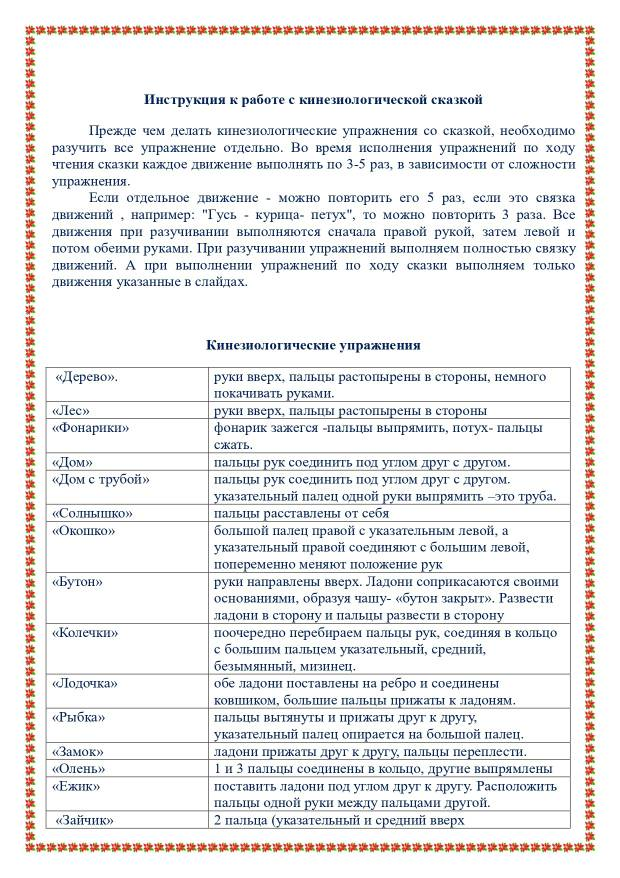 Инструкция к работе с кинезиологической сказкой
Прежде чем делать кинезиологические упражнения со сказкой, необходимо
разучить все упражнение отдельно. Во время исполнения упражнений по ходу
чтения сказки каждое движение выполнять по 3-5 раз, в зависимости от сложности
упражнения.
Если отдельное движение - можно повторить его 5 раз, если это связка
движений , например: "Гусь - курица- петух", то можно повторить 3 раза. Все
движения при разучивании выполняются сначала правой рукой, затем левой и
потом обеими руками. При разучивании упражнений выполняем полностью связку
движений. А при выполнении упражнений по ходу сказки выполняем только
движения указанные в слайдах.
Кинезиологические упражнения
«Дерево». руки вверх, пальцы растопырены в стороны, немного
покачивать руками.
«Лес» руки вверх, пальцы растопырены в стороны
«Фонарики» фонарик зажегся -пальцы выпрямить, потух- пальцы
сжать.
«Дом» пальцы рук соединить под углом друг с другом.
«Дом с трубой» пальцы рук соединить под углом друг с другом.
указательный палец одной руки выпрямить –это труба.
«Солнышко» пальцы расставлены от себя
«Окошко» большой палец правой с указательным левой, а
указательный правой соединяют с большим левой,
попеременно меняют положение рук
«Бутон» руки направлены вверх. Ладони соприкасаются своими
основаниями, образуя чашу- «бутон закрыт». Развести
ладони в сторону и пальцы развести в сторону
«Колечки» поочередно перебираем пальцы рук, соединяя в кольцо
с большим пальцем указательный, средний,
безымянный, мизинец.
«Лодочка» обе ладони поставлены на ребро и соединены
ковшиком, большие пальцы прижаты к ладоням.
«Рыбка» пальцы вытянуты и прижаты друг к другу,
указательный палец опирается на большой палец.
«Замок» ладони прижаты друг к другу, пальцы переплести.
«Олень» 1 и 3 пальцы соединены в кольцо, другие выпрямлены
«Ежик» поставить ладони под углом друг к другу. Расположить
пальцы одной руки между пальцами другой.
«Зайчик» 2 пальца (указательный и средний вверх